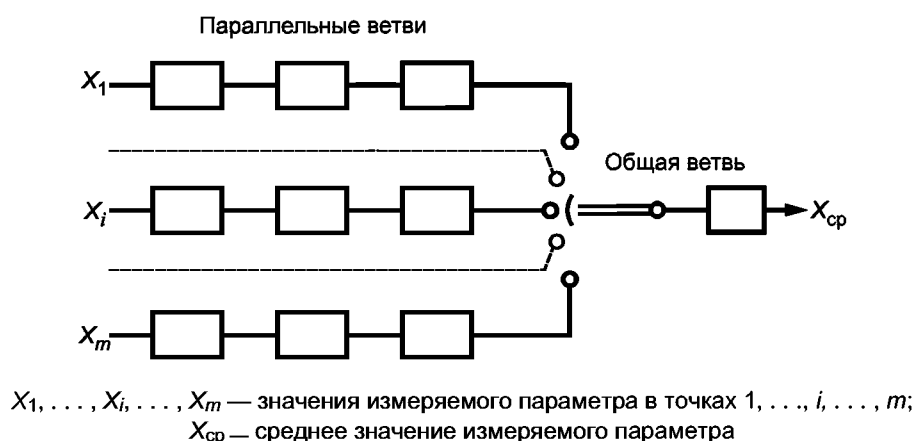 Параллельные ветви
X₁
Общая ветвь
Xᵢ
Xср
Xₘ
X₁, . . . , Xᵢ, . . . , Xₘ — значения измеряемого параметра в точках 1, . . ., i, . . . , m;
Xср — среднее значение измеряемого параметра